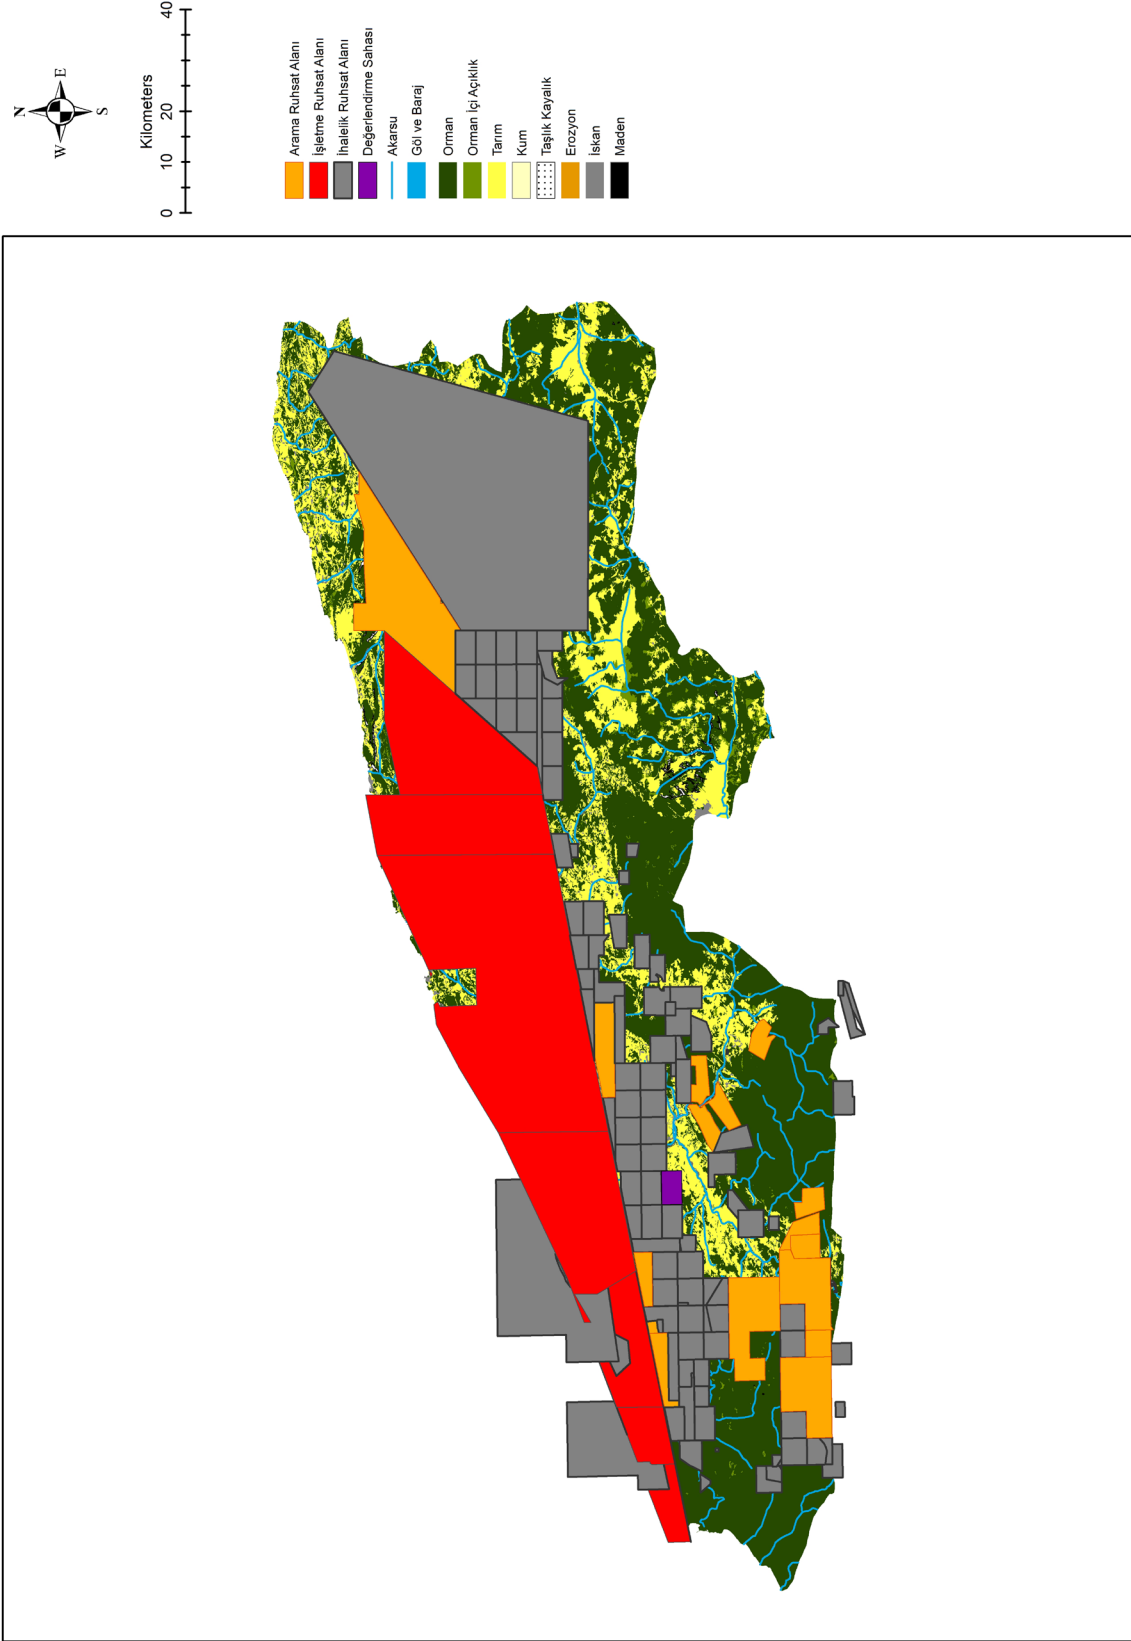 N
W E
S
Kilometers
0 10 20 40
Arama Ruhsat Alanı
İşletme Ruhsat Alanı
İhalelik Ruhsat Alanı
Değerlendirme Sahası
Akarsu
Göl ve Baraj
Orman
Orman İçi Açıklık
Tarım
Kum
Taşlık Kayalık
Erozyon
İskan
Maden